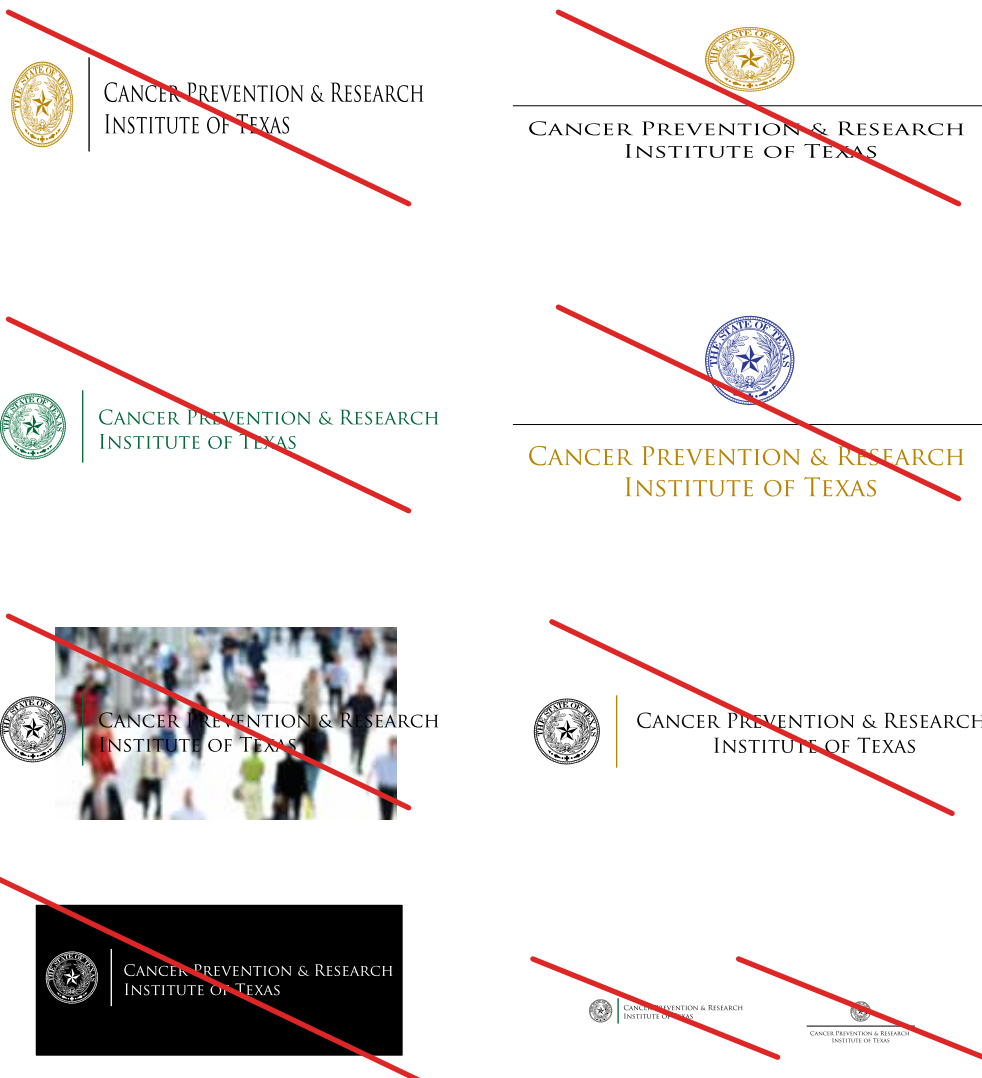 THE STATE OF TEXAS
CANCER PREVENTION & RESEARCH
INSTITUTE OF TEXAS
THE STATE OF TEXAS
CANCER PREVENTION & RESEARCH
INSTITUTE OF TEXAS
THE STATE OF TEXAS
CANCER PREVENTION & RESEARCH
INSTITUTE OF TEXAS
THE STATE OF TEXAS
CANCER PREVENTION & RESEARCH
INSTITUTE OF TEXAS
THE STATE OF TEXAS
CANCER PREVENTION & RESEARCH
INSTITUTE OF TEXAS
THE STATE OF TEXAS
CANCER PREVENTION & RESEARCH
INSTITUTE OF TEXAS
THE STATE OF TEXAS
CANCER PREVENTION & RESEARCH
INSTITUTE OF TEXAS
CANCER PREVENTION & RESEARCH
INSTITUTE OF TEXAS
CANCER PREVENTION & RESEARCH
INSTITUTE OF TEXAS